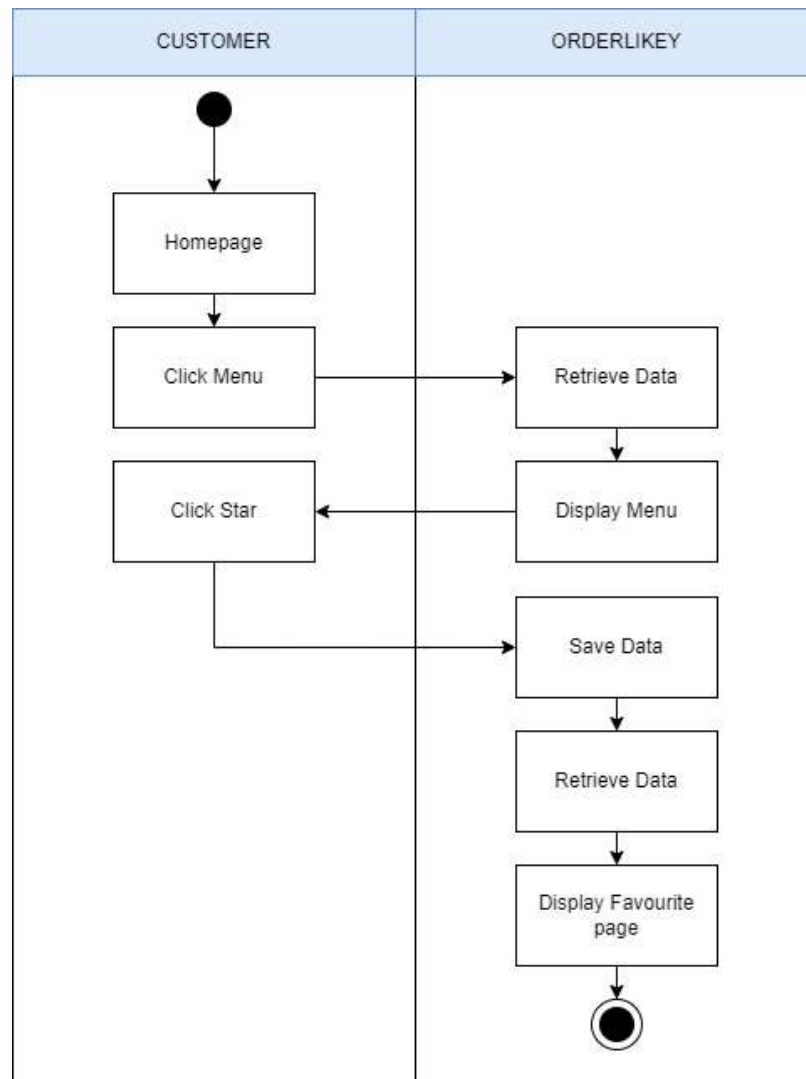 CUSTOMER
ORDERLIKEY
Homepage
Click Menu
Retrieve Data
Click Star
Display Menu
Save Data
Retrieve Data
Display Favourite
page